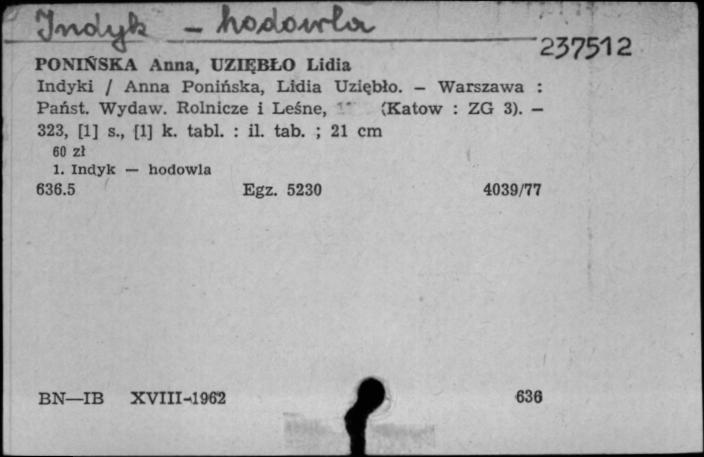 Indyk - hodowla
237512
PONIŃSKA Anna, UZIĘBŁO Lidia
Indyki / Anna Ponińska, Lidia Uziębło. — Warszawa :
Państ. Wydaw. Rolnicze i Leśne, (Katow : ZG 3). —
323, [1] s., [1] k. tabl. : il. tab. ; 21 cm
60 zł
1. Indyk — hodowla
636.5 Egz. 5230 4039/77
BN—IB XVIII-1962 636